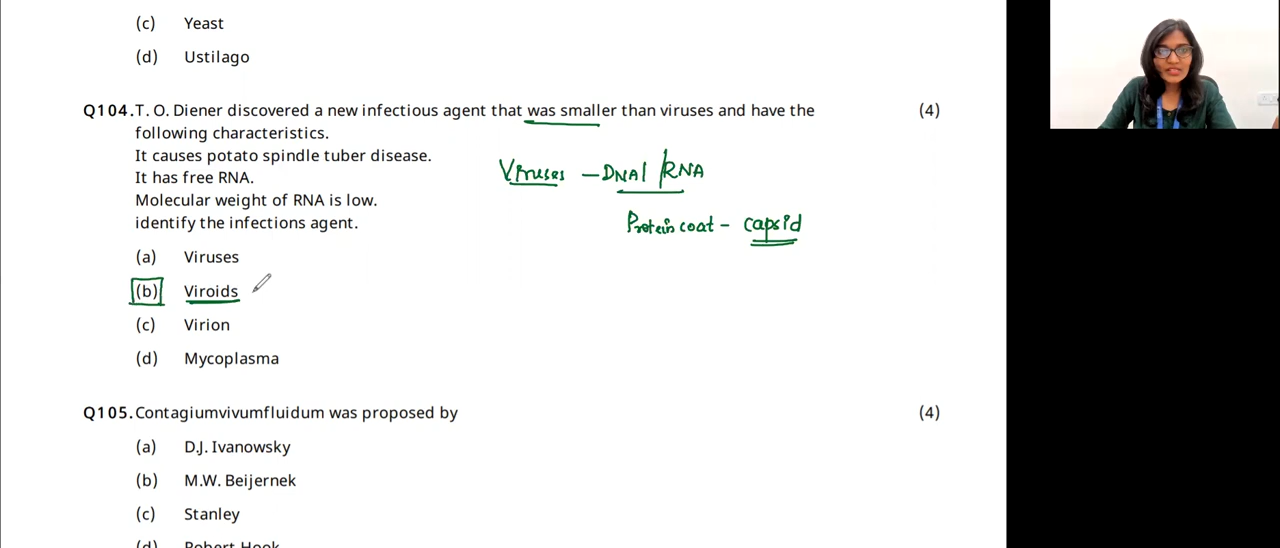 (c) Yeast
(d) Ustilago
Q104. T. O. Diener discovered a new infectious agent that was smaller than viruses and have the (4)
following characteristics.
It causes potato spindle tuber disease.
Viruses – DNA / RNA
It has free RNA.
Molecular weight of RNA is low.
identify the infections agent.
Protein coat – capsid
(a) Viruses
(b) Viroids
(c) Virion
(d) Mycoplasma
Q105. Contagiumvivumfluidum was proposed by (4)
(a) D.J. Ivanowsky
(b) M.W. Beijernek
(c) Stanley
(d) Robert Hook